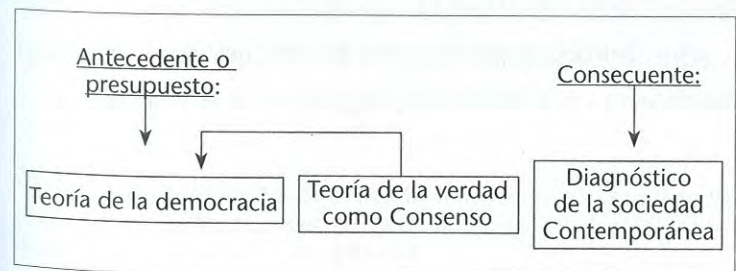 Antecedente o
presupuesto:
Consecuente:
Teoría de la democracia
Teoría de la verdad
como Consenso
Diagnóstico
de la sociedad
Contemporánea